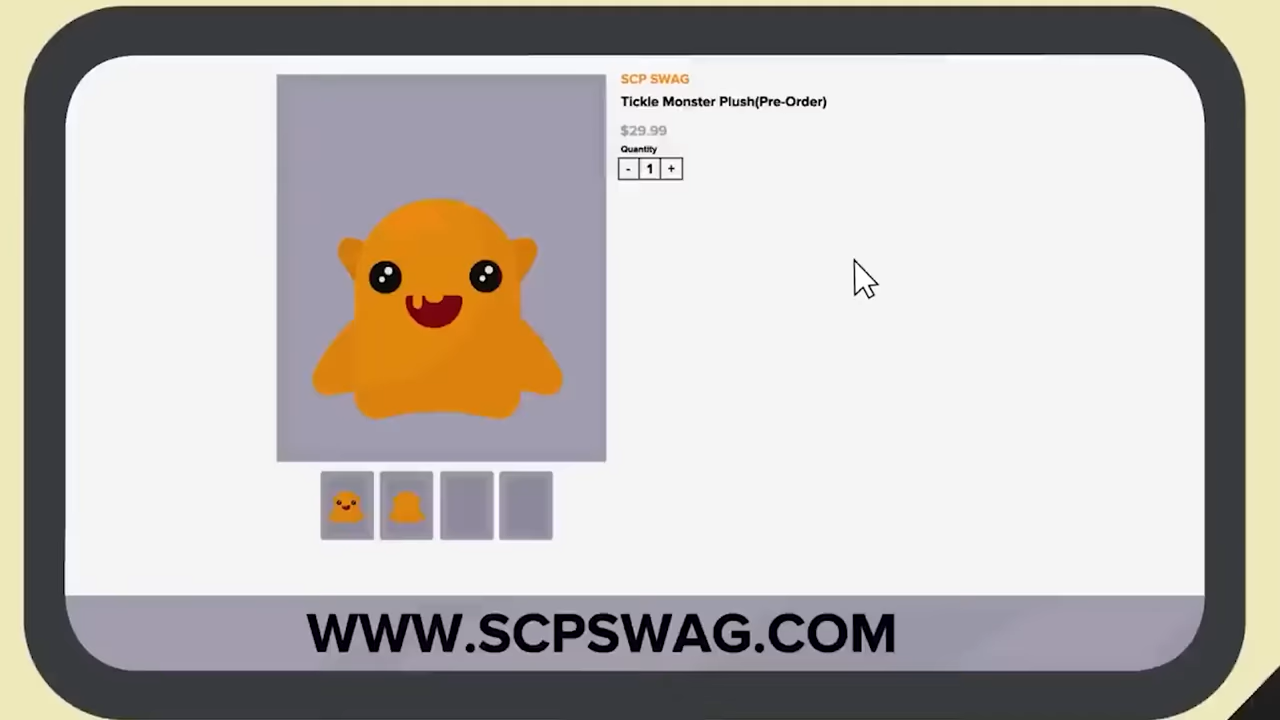 SCP SWAG
Tickle Monster Plush(Pre-Order)
$29.99
Quantity
- 1 +
WWW.SCPSWAG.COM